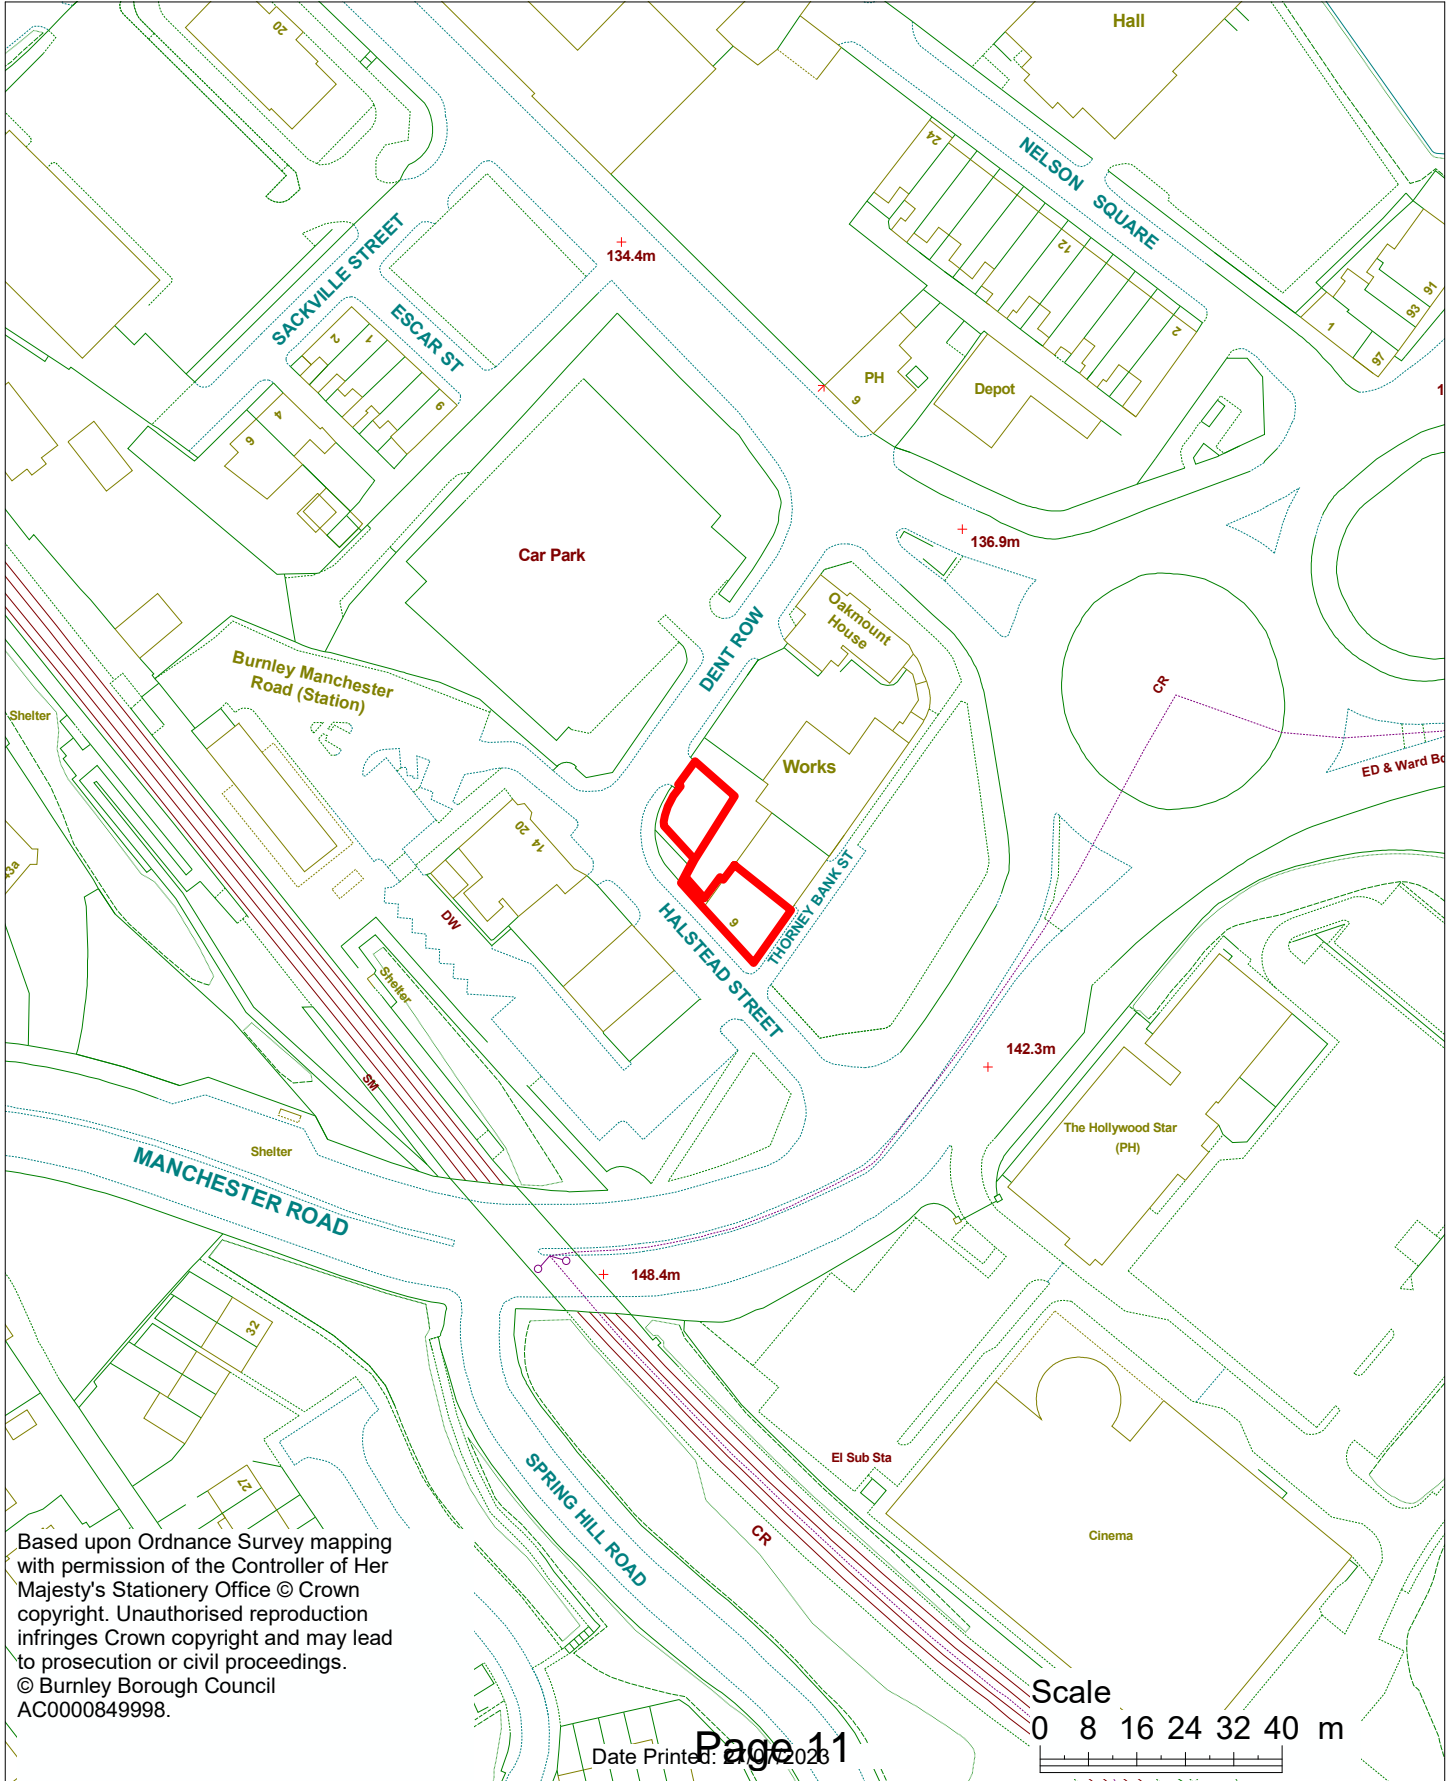 Hall
20
24
NELSON
SQUARE
134.4m
12
SACKVILLE STREET
ESCAR ST
2
1
2
91
93
1
97
PH
9
Depot
9
4
6
1
136.9m
Car Park
Oakmount
House
DENT ROW
Burnley Manchester
Road (Station)
CR
Shelter
Works
ED & Ward Bo
14 20
43a
THORNEY BANK ST
DW
9
HALSTEAD STREET
Shelter
142.3m
SM
The Hollywood Star
(PH)
Shelter
MANCHESTER ROAD
148.4m
32
El Sub Sta
27
SPRING HILL ROAD
CR
Cinema
Based upon Ordnance Survey mapping
with permission of the Controller of Her
Majesty's Stationery Office © Crown
copyright. Unauthorised reproduction
infringes Crown copyright and may lead
to prosecution or civil proceedings.
© Burnley Borough Council
AC0000849998.
Scale
0 8 16 24 32 40 m
Page 11
Date Printed: 27/07/2023